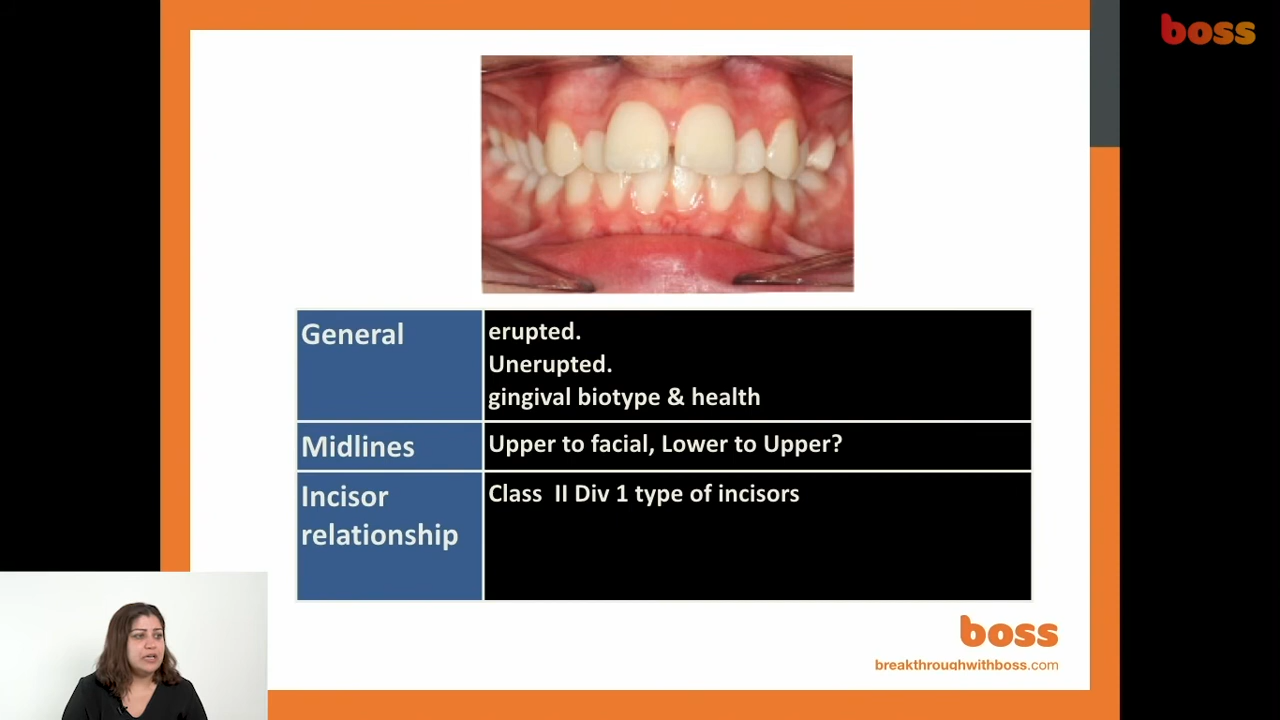 boss
General
erupted.
Unerupted.
gingival biotype & health
Midlines
Upper to facial, Lower to Upper?
Incisor
relationship
Class II Div 1 type of incisors
boss
breakthroughwithboss.com